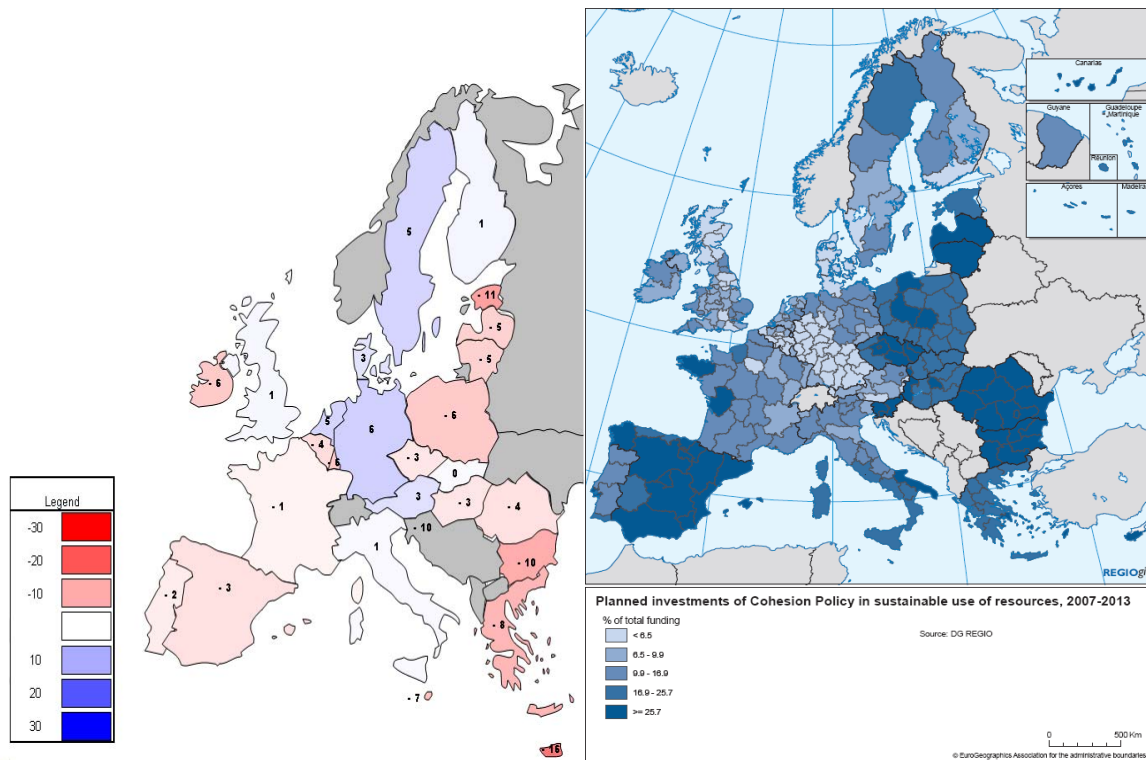 5
1
- 11
- 5
- 5
3
- 6
1
5
6
- 6
- 4
- 3
0
3
- 3
- 4
- 1
- 10
1
- 10
- 2
- 3
- 8
- 7
- 16
Legend
-30
-20
-10
10
20
30
Canarias
Guyane
Guadeloupe
Martinique
Réunion
Açores
Madeira
REGIOgi
Planned investments of Cohesion Policy in sustainable use of resources, 2007-2013
% of total funding
Source: DG REGIO
< 6.5
6.5 - 9.9
9.9 - 16.9
16.9 - 25.7
>= 25.7
0 500 Km
© EuroGeographics Association for the administrative boundaries